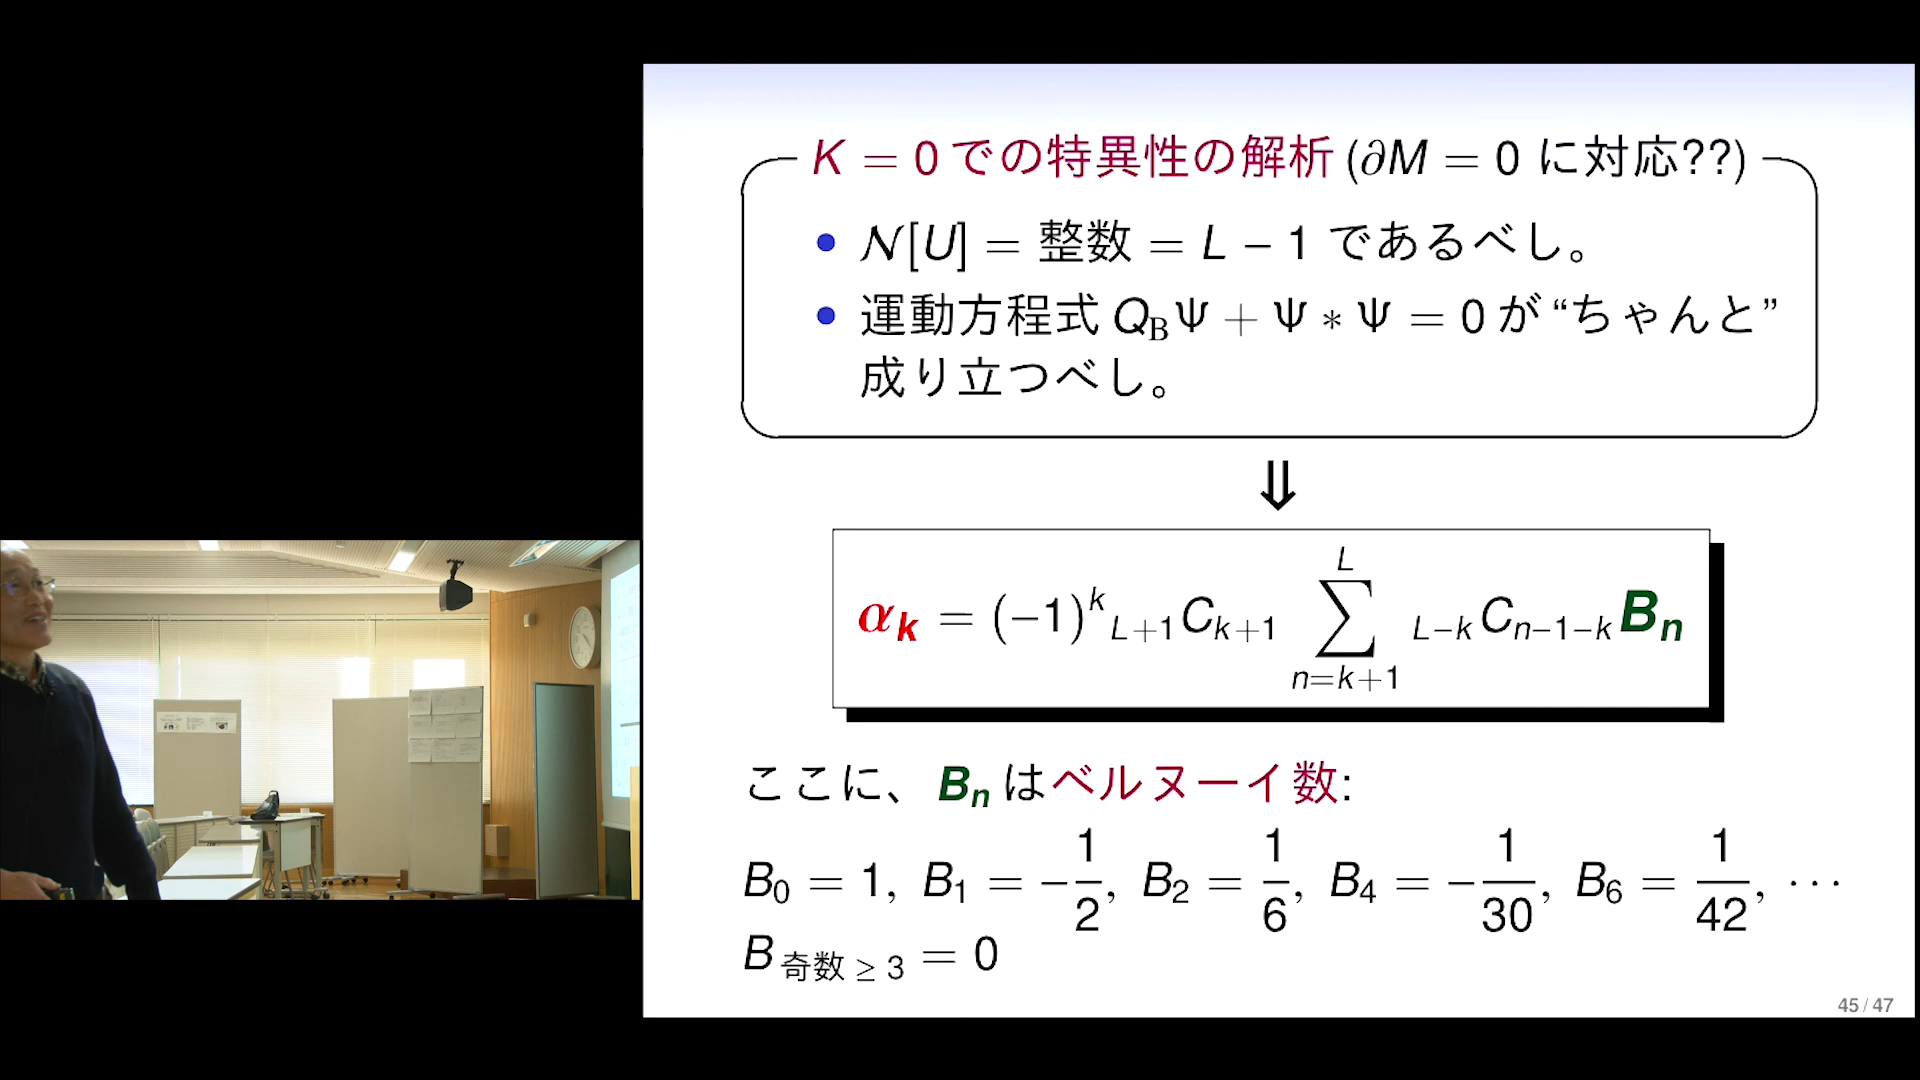 K = 0 での特異性の解析 (∂M = 0 に対応??)
• 𝒩[U] = 整数 = L − 1 であるべし。
• 運動方程式 Q_B Ψ + Ψ ∗ Ψ = 0 が “ちゃんと”
成り立つべし。
⇓
α_k = (−1)^k _{L+1}C_{k+1} ∑_{n=k+1}^{L} _{L−k}C_{n−1−k} B_n
ここに、 B_n はベルヌーイ数:
B_0 = 1, B_1 = −1/2, B_2 = 1/6, B_4 = −1/30, B_6 = 1/42, ⋯
B_{奇数 ≥ 3} = 0
45 / 47